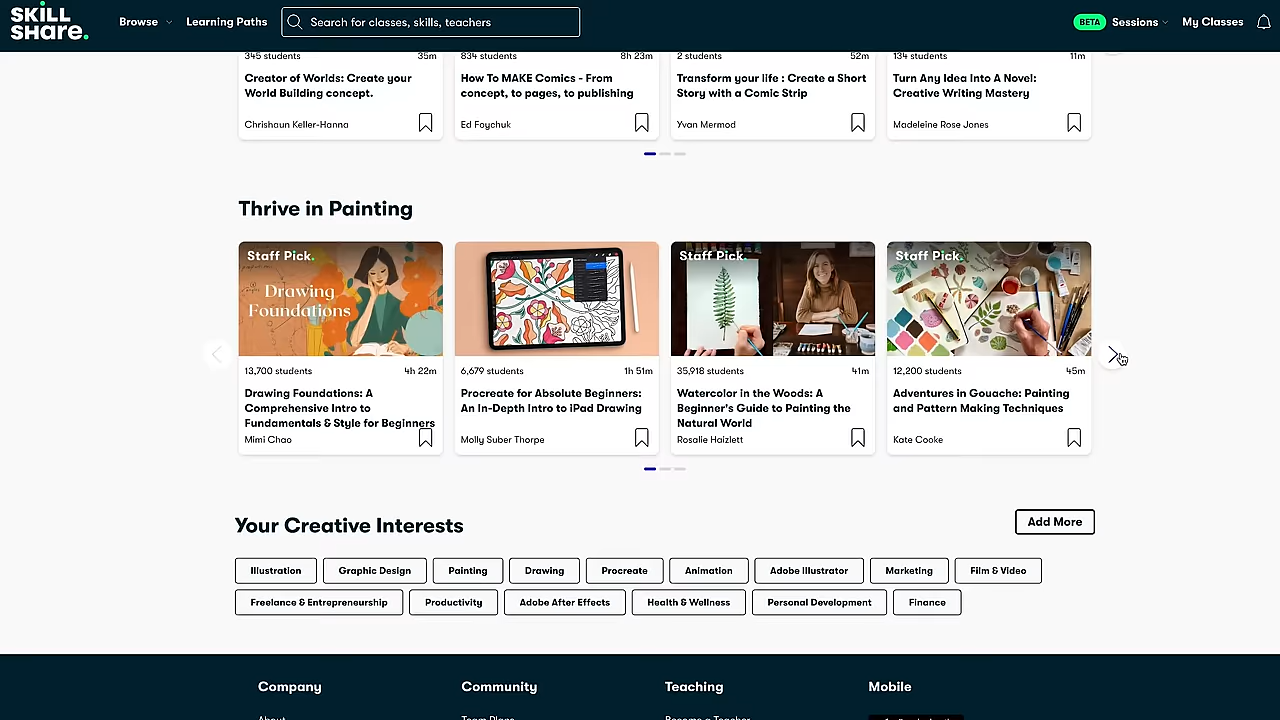 SKILL
SHARE.
Browse
Learning Paths
Search for classes, skills, teachers
BETA
Sessions
My Classes
345 students
35m
834 students
8h 23m
2 students
52m
134 students
11m
Creator of Worlds: Create your
World Building concept.
How To MAKE Comics - From
concept, to pages, to publishing
Transform your life : Create a Short
Story with a Comic Strip
Turn Any Idea Into A Novel:
Creative Writing Mastery
Chrishaun Keller-Hanna
Ed Foychuk
Yvan Mermod
Madeleine Rose Jones
Thrive in Painting
Staff Pick.
Drawing
Foundations
Staff Pick.
Staff Pick.
13,700 students
4h 22m
Drawing Foundations: A
Comprehensive Intro to
Fundamentals & Style for Beginners
Mimi Chao
6,679 students
1h 51m
Procreate for Absolute Beginners:
An In-Depth Intro to iPad Drawing
Molly Suber Thorpe
35,918 students
41m
Watercolor in the Woods: A
Beginner's Guide to Painting the
Natural World
Rosalie Haizlett
12,200 students
45m
Adventures in Gouache: Painting
and Pattern Making Techniques
Kate Cooke
Your Creative Interests
Add More
Illustration
Graphic Design
Painting
Drawing
Procreate
Animation
Adobe Illustrator
Marketing
Film & Video
Freelance & Entrepreneurship
Productivity
Adobe After Effects
Health & Wellness
Personal Development
Finance
Company
Community
Teaching
Mobile
About
Team Plans
Become a Teacher